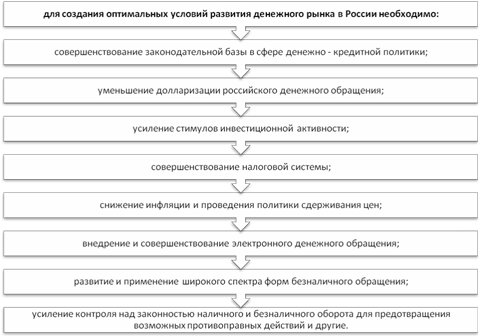 для создания оптимальных условий развития денежного рынка в России необходимо:
совершенствование законодательной базы в сфере денежно - кредитной политики;
уменьшение долларизации российского денежного обращения;
усиление стимулов инвестиционной активности;
совершенствование налоговой системы;
снижение инфляции и проведения политики сдерживания цен;
внедрение и совершенствование электронного денежного обращения;
развитие и применение широкого спектра форм безналичного обращения;
усиление контроля над законностью наличного и безналичного оборота для предотвращения
возможных противоправных действий и другие.